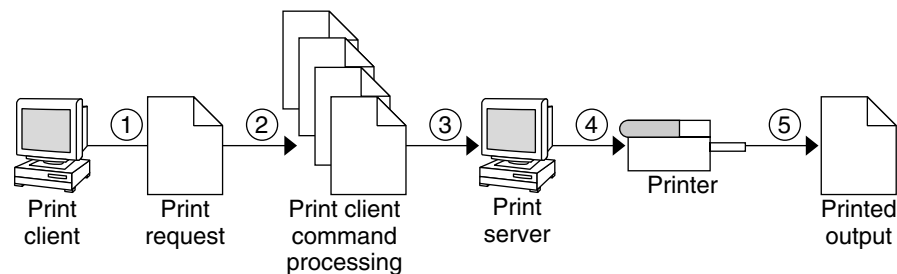 1
2
3
4
5
Print
client
Print
request
Print client
command
processing
Print
server
Printer
Printed
output